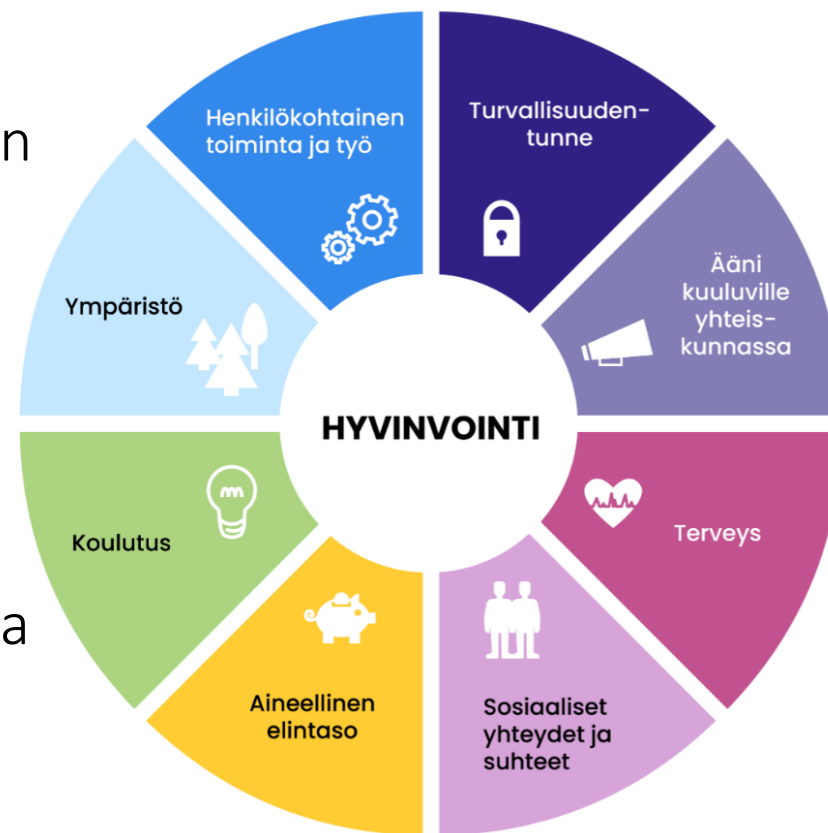 n
a
Henkilökohtainen
toiminta ja työ
Turvallisuuden-
tunne
Ääni
kuuluville
yhteis-
kunnassa
Terveys
Sosiaaliset
yhteydet ja
suhteet
Aineellinen
elintaso
Koulutus
Ympäristö
HYVINVOINTI